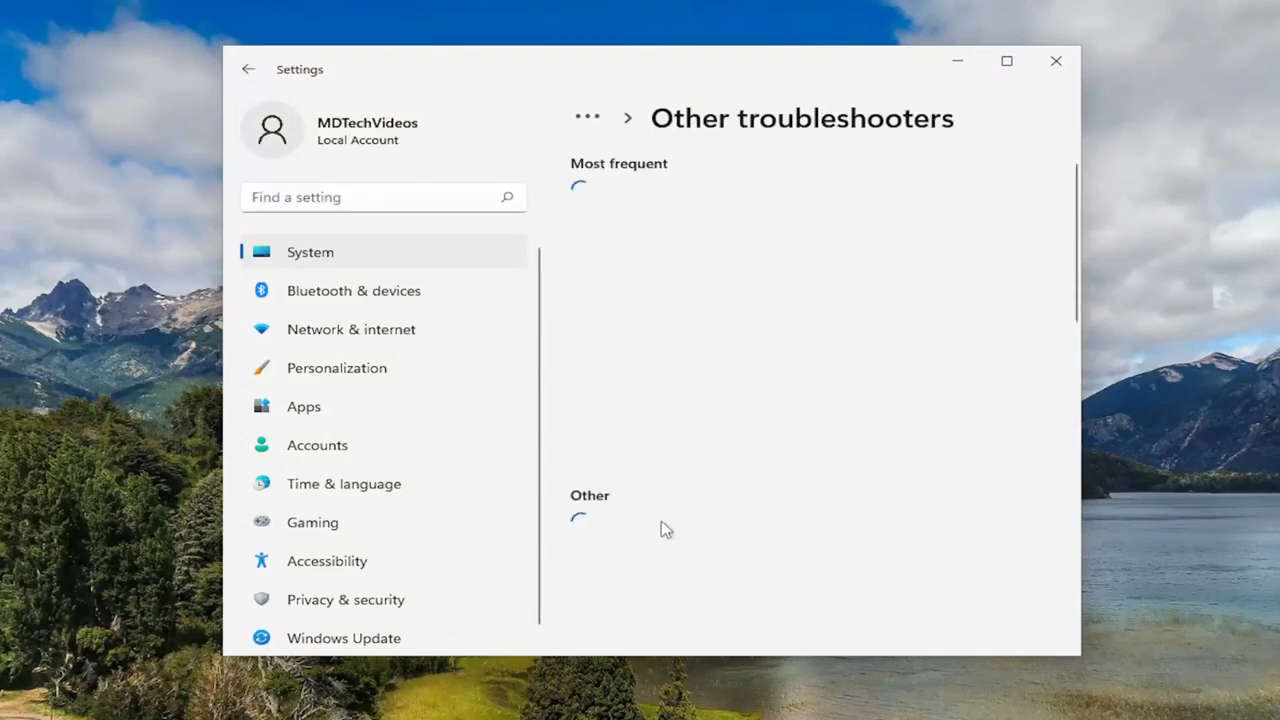 Settings
MDTechVideos
Local Account
Find a setting
System
Bluetooth & devices
Network & internet
Personalization
Apps
Accounts
Time & language
Gaming
Accessibility
Privacy & security
Windows Update
... > Other troubleshooters
Most frequent
Other